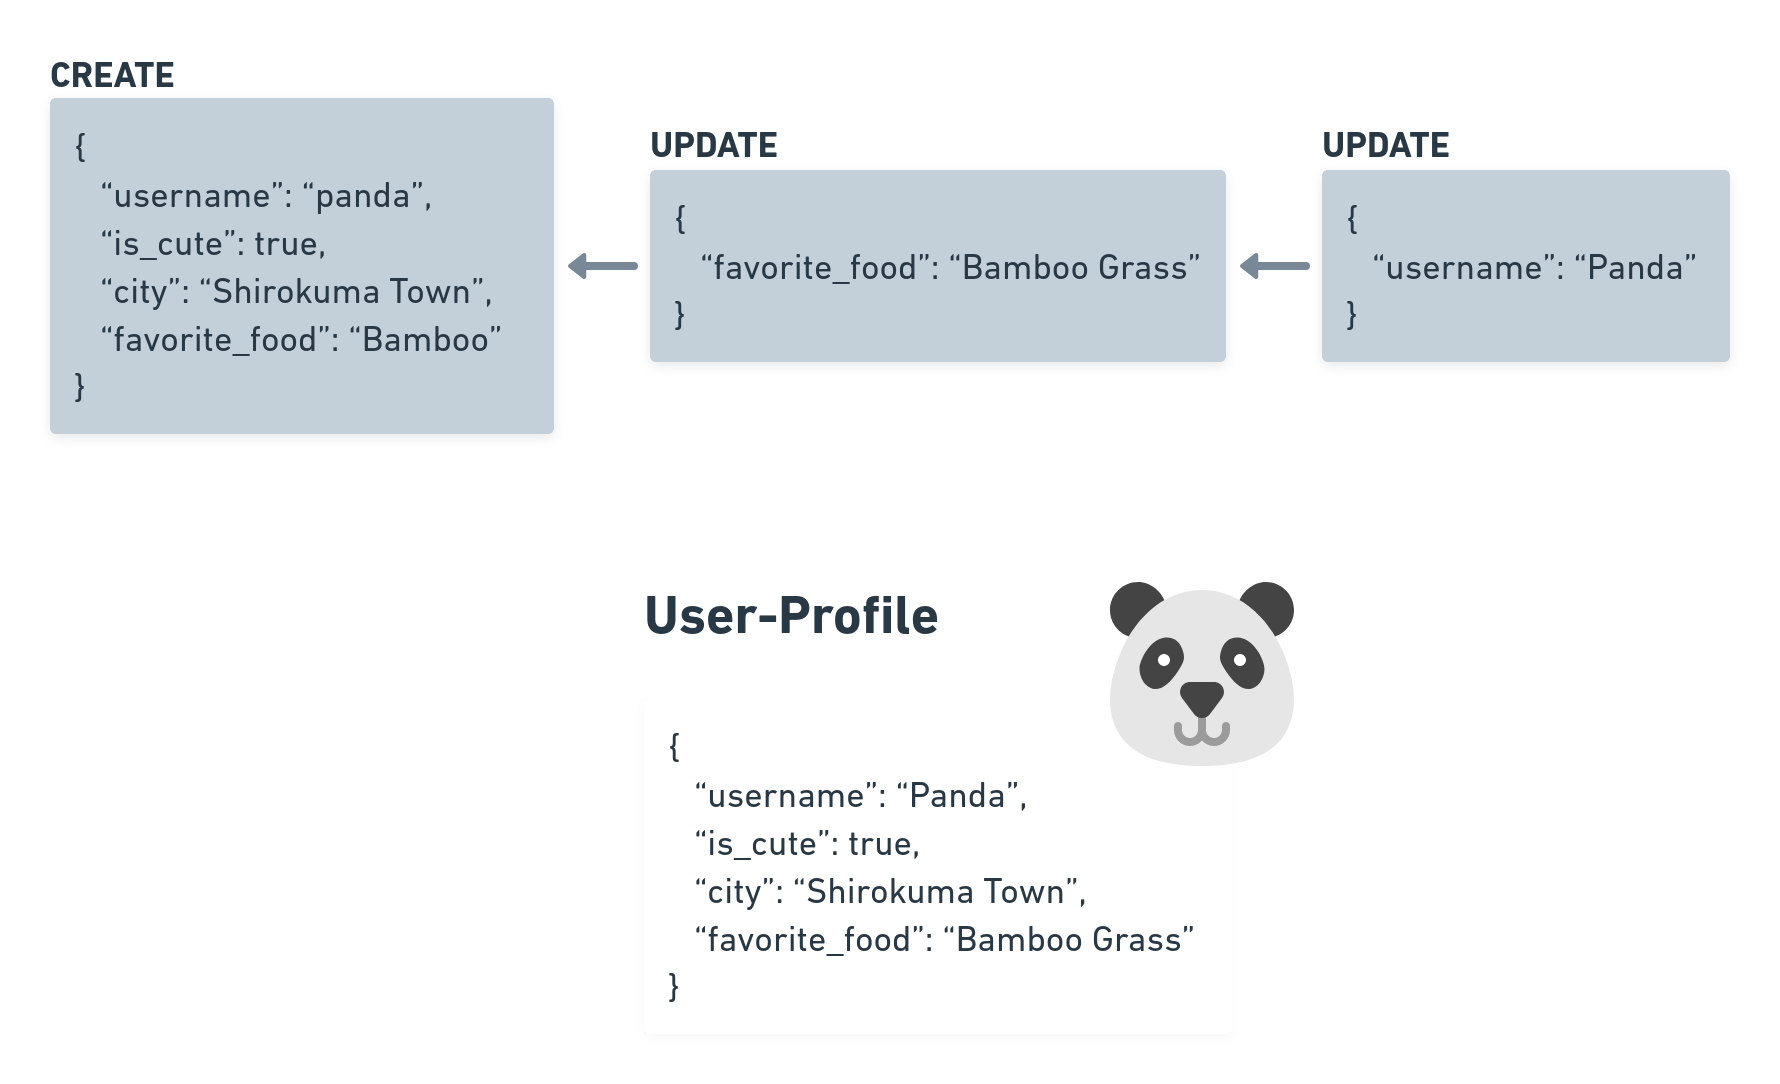 CREATE
{
“username”: “panda”,
“is_cute”: true,
“city”: “Shirokuma Town”,
“favorite_food”: “Bamboo”
}
UPDATE
{
“favorite_food”: “Bamboo Grass”
}
UPDATE
{
“username”: “Panda”
}
User-Profile
{
“username”: “Panda”,
“is_cute”: true,
“city”: “Shirokuma Town”,
“favorite_food”: “Bamboo Grass”
}